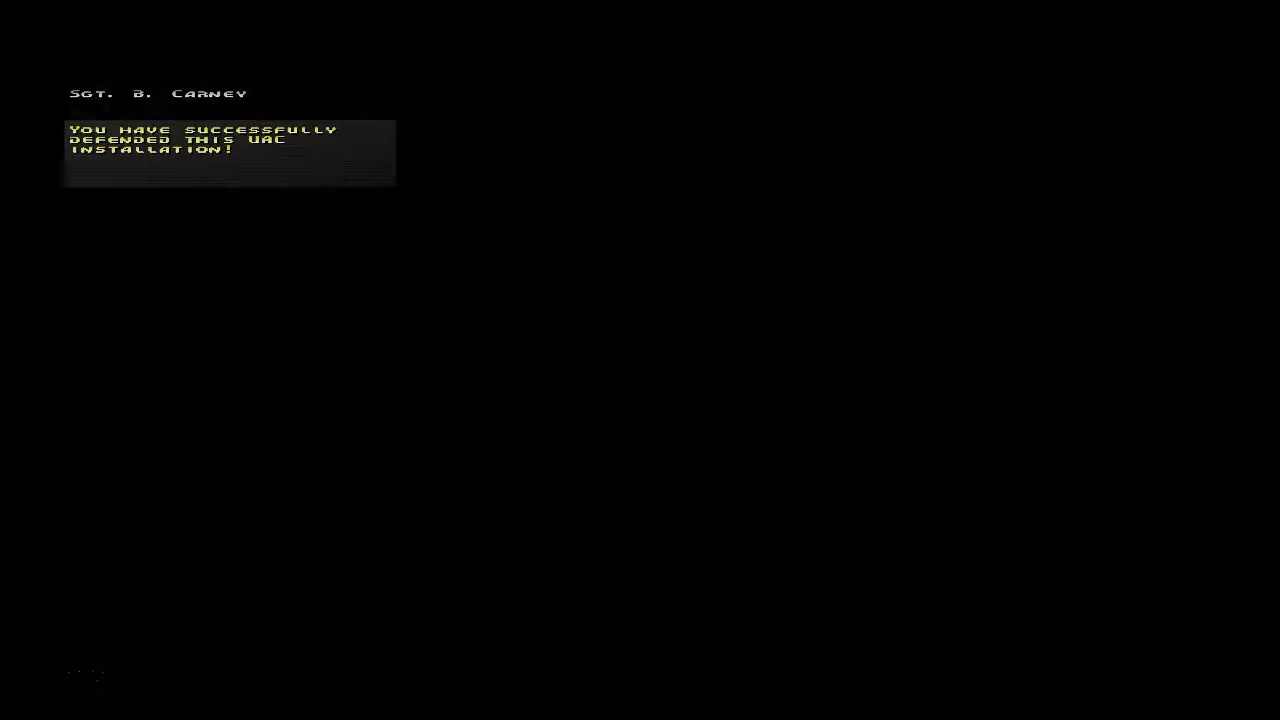 Sgt. B. Carney
You have successfully
defended this UAC
installation!